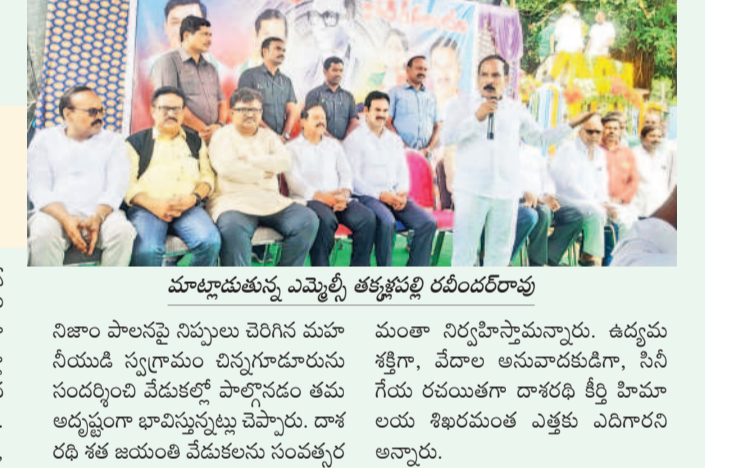 మాట్లాడుతున్న ఎమ్మెల్సీ తక్కళ్లపల్లి రవీందర్‌రావు
నిజాం పాలనపై నిప్పులు చెరిగిన మహ
నీయుడి స్వగ్రామం చిన్నగూడూరును
సందర్శించి వేడుకల్లో పాల్గొనడం తమ
అదృష్టంగా భావిస్తున్నట్లు చెప్పారు. దాశ
రథి శత జయంతి వేడుకలను సంవత్సర
మంతా నిర్వహిస్తామన్నారు. ఉద్యమ
శక్తిగా, వేదాల అనువాదకుడిగా, సినీ
గేయ రచయితగా దాశరథి కీర్తి హిమా
లయ శిఖరమంత ఎత్తకు ఎదిగారని
అన్నారు.